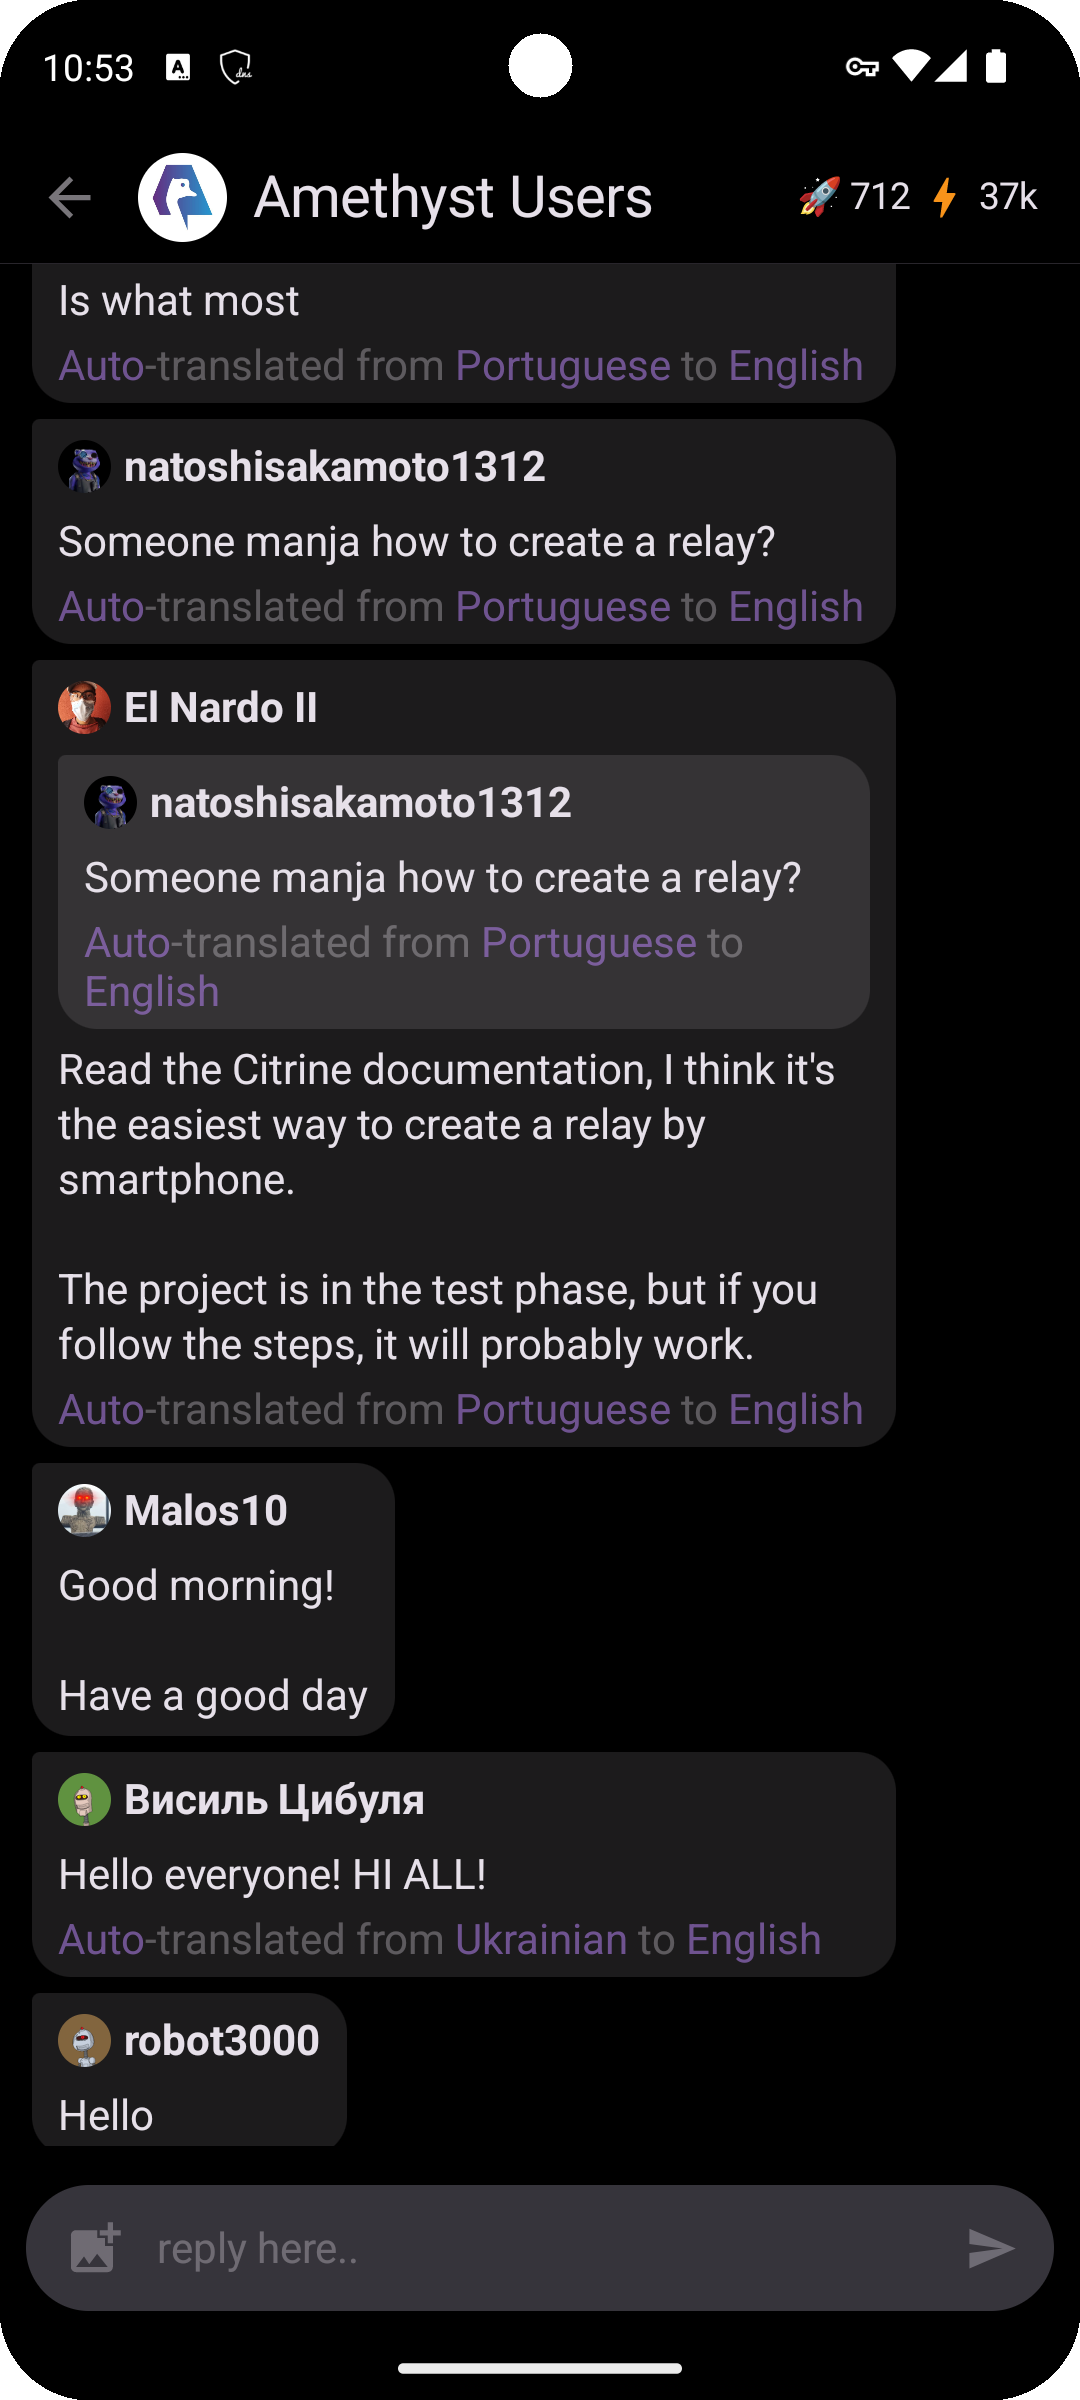 10:53
Amethyst Users
712
37k
Is what most
Auto-translated from Portuguese to English
natoshisakamoto1312
Someone manja how to create a relay?
Auto-translated from Portuguese to English
El Nardo II
natoshisakamoto1312
Someone manja how to create a relay?
Auto-translated from Portuguese to
English
Read the Citrine documentation, I think it's
the easiest way to create a relay by
smartphone.
The project is in the test phase, but if you
follow the steps, it will probably work.
Auto-translated from Portuguese to English
Malos10
Good morning!
Have a good day
Висиль Цибуля
Hello everyone! HI ALL!
Auto-translated from Ukrainian to English
robot3000
Hello
reply here..